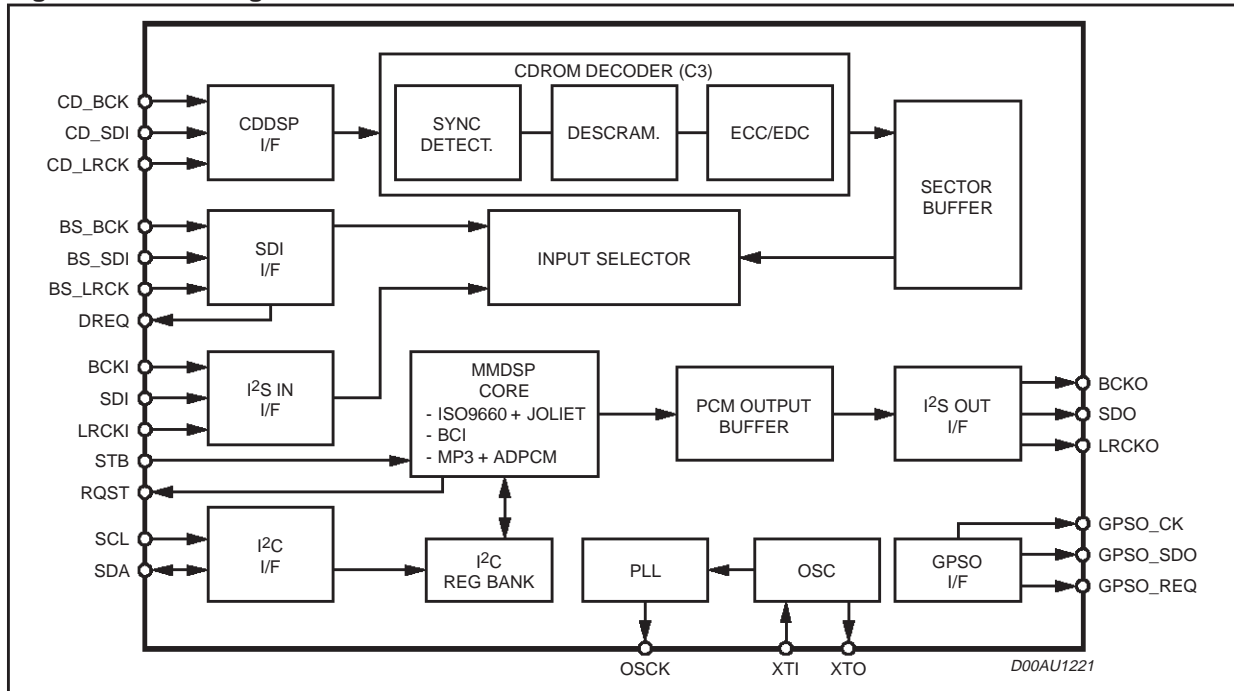 CDROM DECODER (C3)
CD_BCK
CD_SDI
CD_LRCK
CDDSP
I/F
SYNC
DETECT.
DESCRAM.
ECC/EDC
SECTOR
BUFFER
BS_BCK
BS_SDI
BS_LRCK
DREQ
SDI
I/F
INPUT SELECTOR
BCKI
SDI
LRCKI
STB
RQST
I²S IN
I/F
MMDSP
CORE
- ISO9660 + JOLIET
- BCI
- MP3 + ADPCM
PCM OUTPUT
BUFFER
I²S OUT
I/F
BCKO
SDO
LRCKO
SCL
SDA
I²C
I/F
I²C
REG BANK
PLL
OSC
GPSO
I/F
GPSO_CK
GPSO_SDO
GPSO_REQ
OSCK
XTI
XTO
D00AU1221